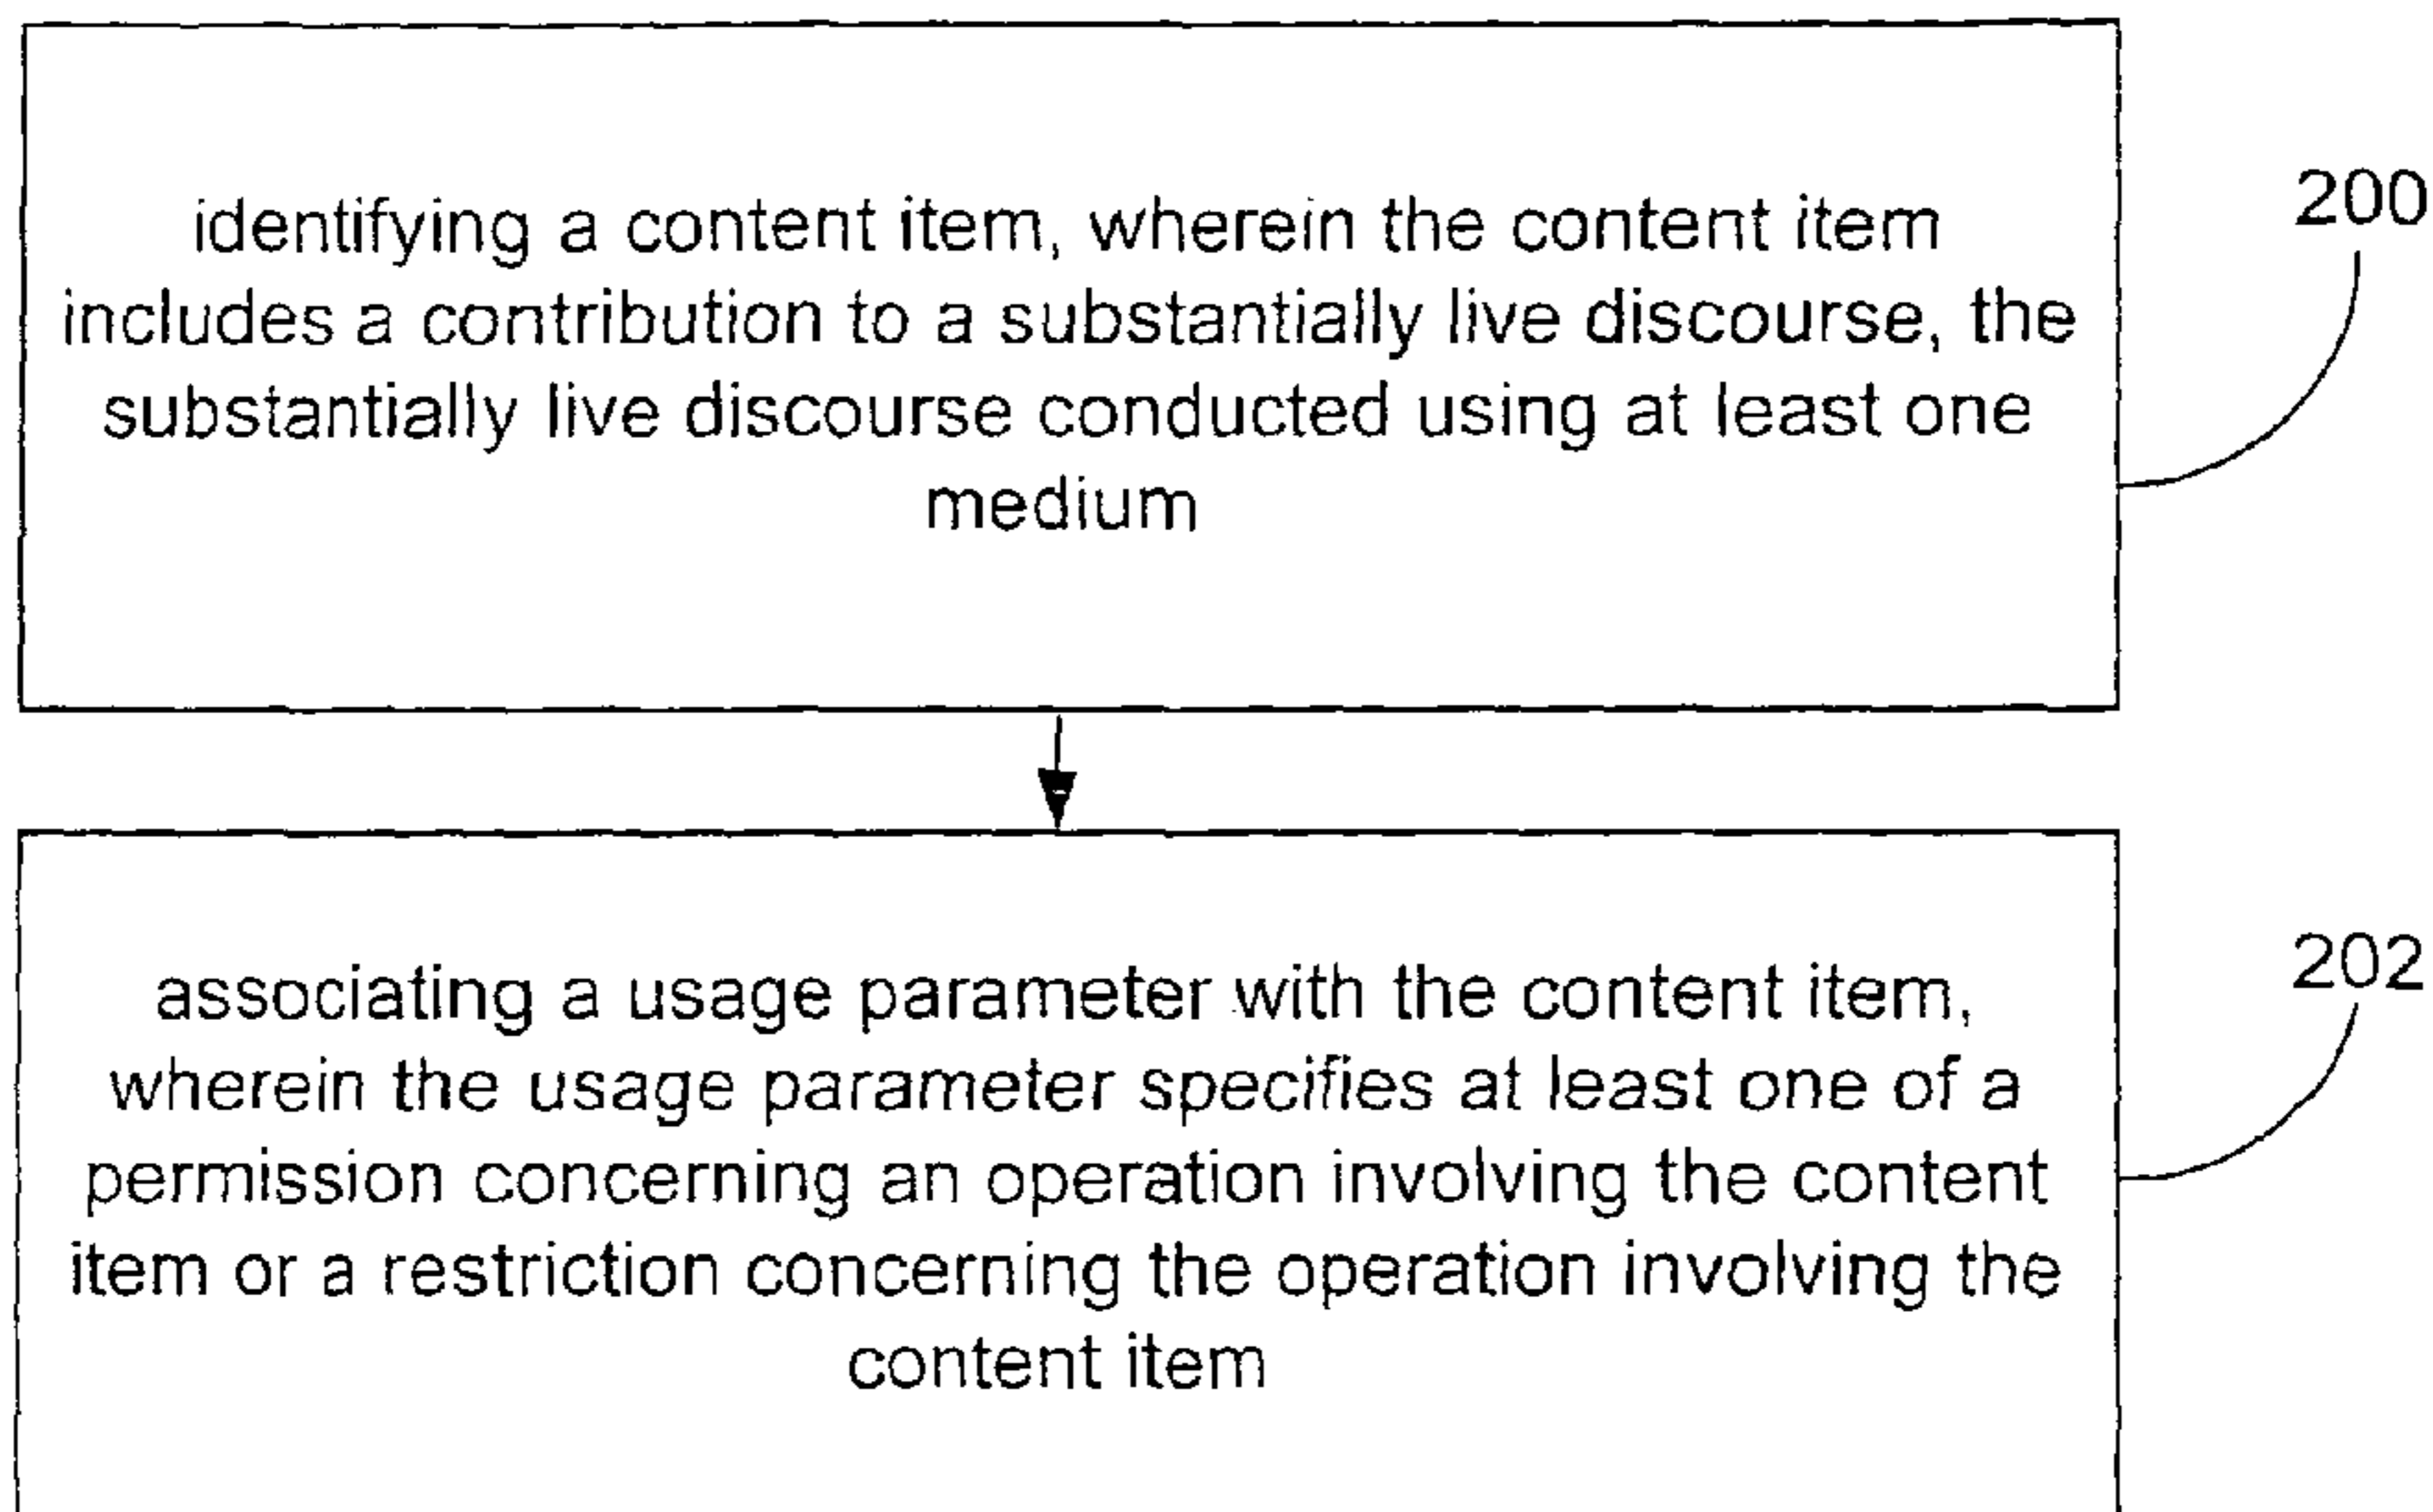 identifying a content item, wherein the content item
includes a contribution to a substantially live discourse, the
substantially live discourse conducted using at least one
medium
200
associating a usage parameter with the content item,
wherein the usage parameter specifies at least one of a
permission concerning an operation involving the content
item or a restriction concerning the operation involving the
content item
202